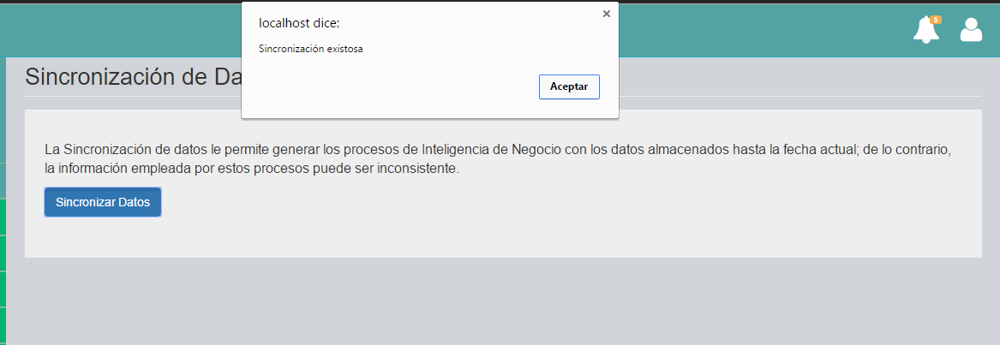 localhost dice:
Sincronización existosa
Aceptar
5
Sincronización de Da
La Sincronización de datos le permite generar los procesos de Inteligencia de Negocio con los datos almacenados hasta la fecha actual; de lo contrario,
la información empleada por estos procesos puede ser inconsistente.
Sincronizar Datos